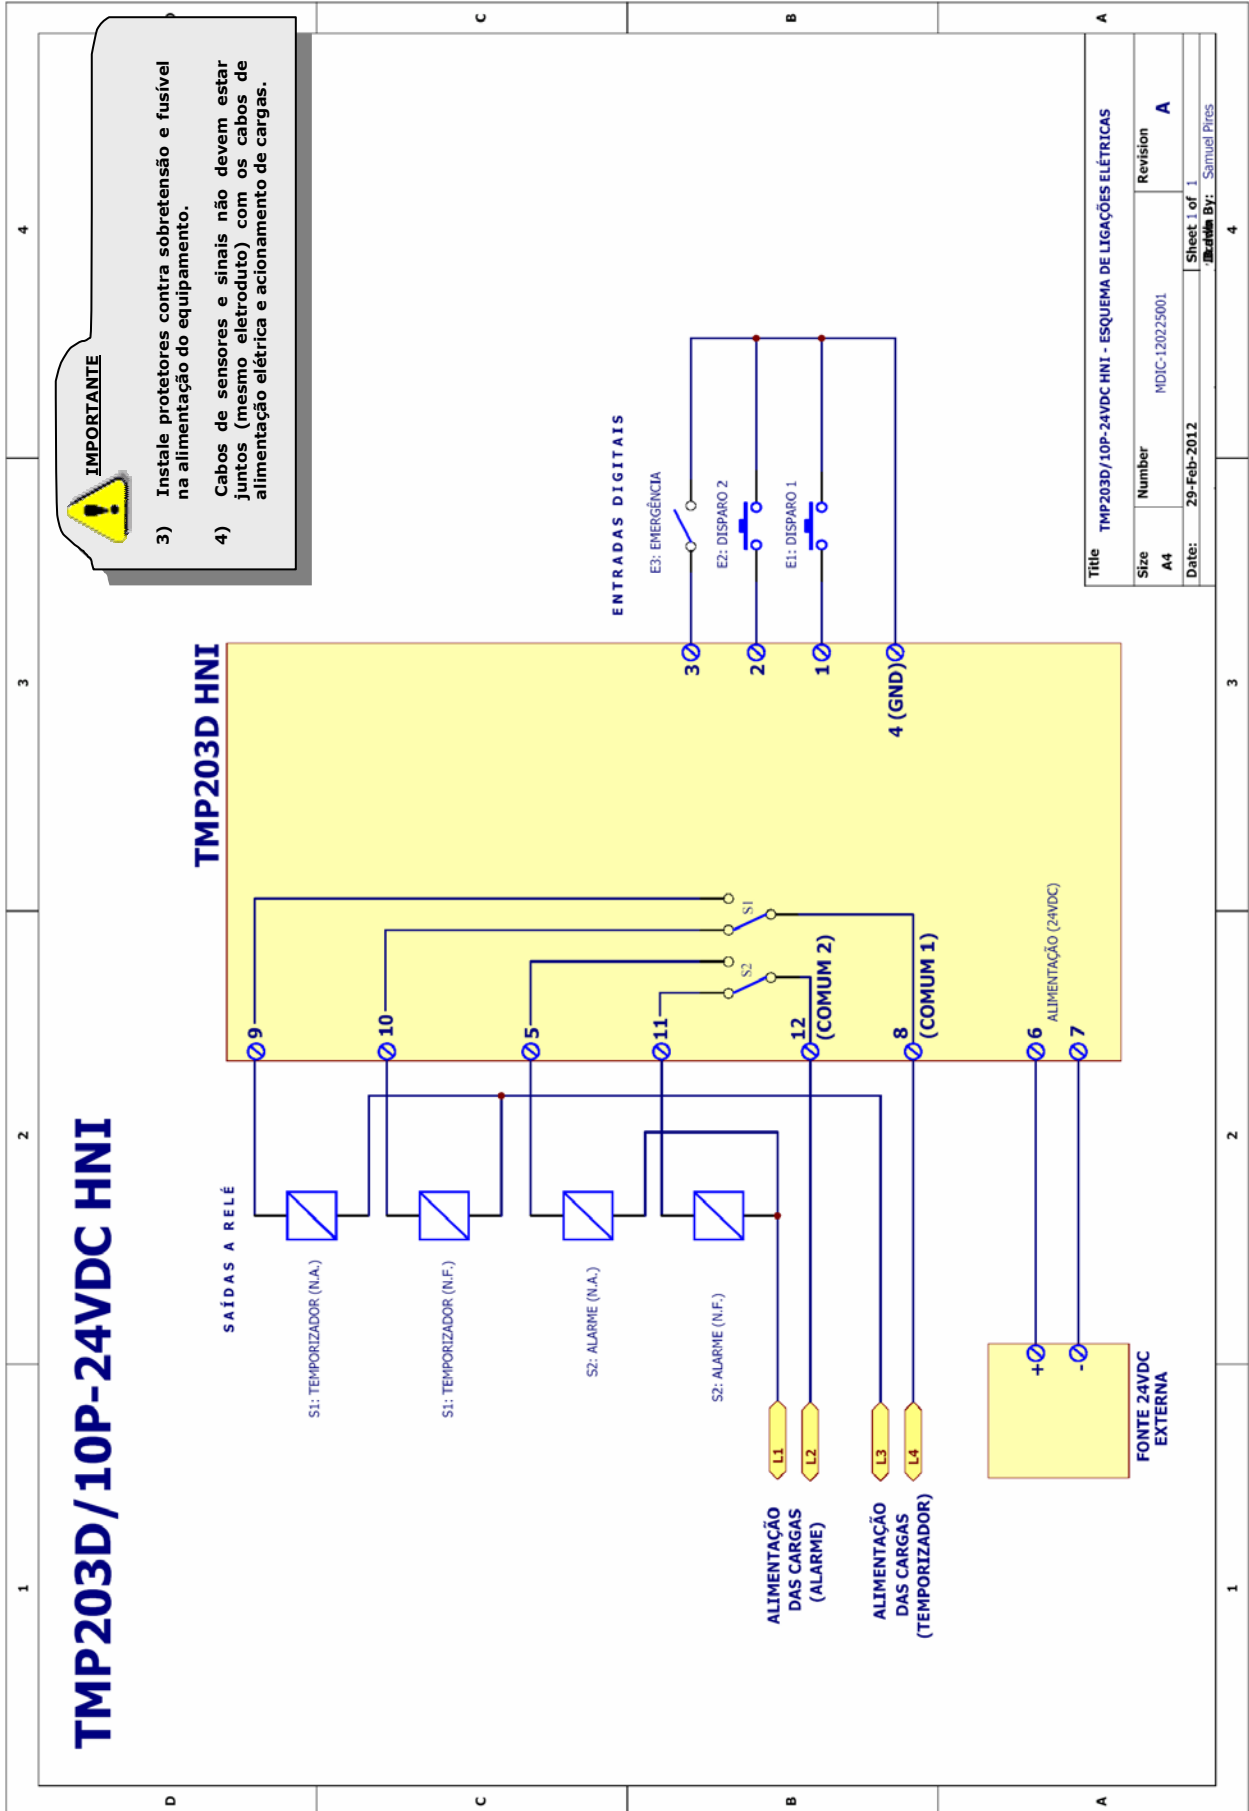 TMP203D/10P-24VDC HNI
IMPORTANTE
3) Instale protetores contra sobretensão e fusível
na alimentação do equipamento.
4) Cabos de sensores e sinais não devem estar
juntos (mesmo eletroduto) com os cabos de
alimentação elétrica e acionamento de cargas.
TMP203D HNI
SAÍDAS A RELÉ
S1: TEMPORIZADOR (N.A.)
S1: TEMPORIZADOR (N.F.)
S2: ALARME (N.A.)
S2: ALARME (N.F.)
9
10
5
11
12
(COMUM 2)
8
(COMUM 1)
6
7
S1
S2
ALIMENTAÇÃO (24VDC)
ENTRADAS DIGITAIS
E3: EMERGÊNCIA
E2: DISPARO 2
E1: DISPARO 1
3
2
1
4 (GND)
L1
L2
L3
L4
ALIMENTAÇÃO
DAS CARGAS
(ALARME)
ALIMENTAÇÃO
DAS CARGAS
(TEMPORIZADOR)
+
-
FONTE 24VDC
EXTERNA
Title
TMP203D/10P-24VDC HNI - ESQUEMA DE LIGAÇÕES ELÉTRICAS
Size
A4
Number
MDIC-120225001
Revision
A
Date:
29-Feb-2012
Sheet 1 of 1
By: Samuel Pires
1
2
3
4
1
2
3
4
D
C
B
A
C
B
A